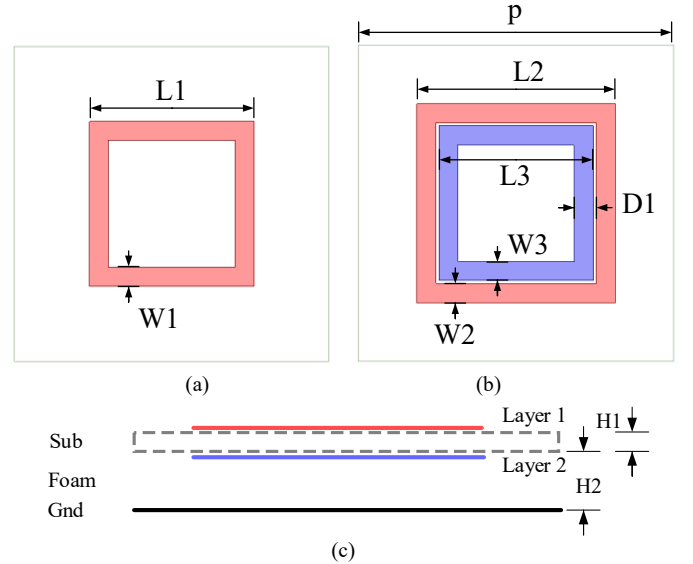 p
L1
L2
L3
D1
W3
W1
W2
(a)
(b)
Layer 1
H1
Sub
Layer 2
Foam
H2
Gnd
(c)